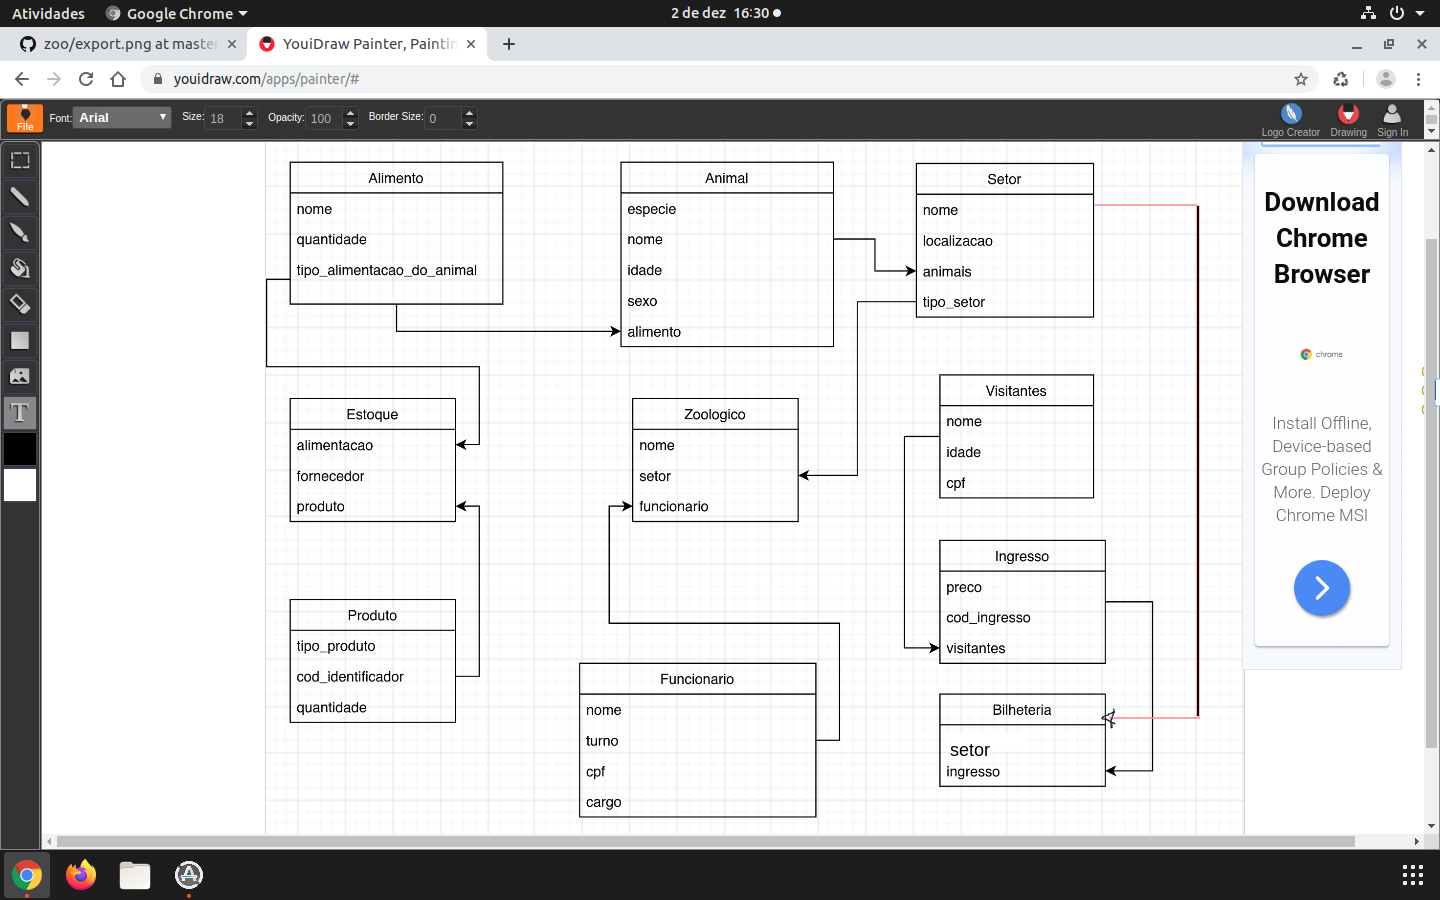 Atividades
Google Chrome
2 de dez 16:30
zoo/export.png at master
YouiDraw Painter, Paintin
youidraw.com/apps/painter/#
File
Font:
Arial
Size:
18
Opacity:
100
Border Size:
0
Logo Creator
Drawing
Sign In
Alimento
nome
quantidade
tipo_alimentacao_do_animal
Animal
especie
nome
idade
sexo
alimento
Setor
nome
localizacao
animais
tipo_setor
Estoque
alimentacao
fornecedor
produto
Zoologico
nome
setor
funcionario
Visitantes
nome
idade
cpf
Produto
tipo_produto
cod_identificador
quantidade
Funcionario
nome
turno
cpf
cargo
Ingresso
preco
cod_ingresso
visitantes
Bilheteria
setor
ingresso
Download
Chrome
Browser
chrome
Install Offline,
Device-based
Group Policies &
More. Deploy
Chrome MSI
T